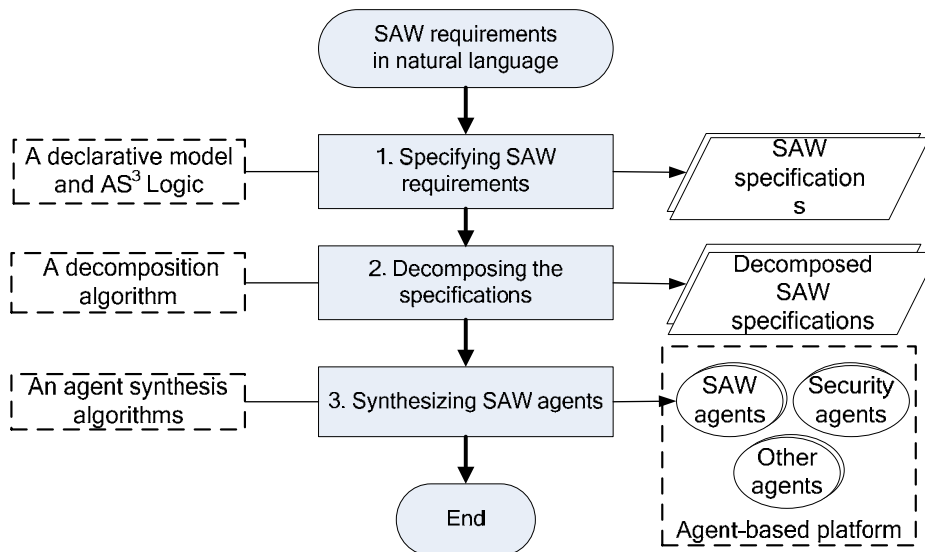 SAW requirements
in natural language
A declarative model
and AS³ Logic
1. Specifying SAW
requirements
SAW
specification
s
A decomposition
algorithm
2. Decomposing the
specifications
Decomposed
SAW
specifications
An agent synthesis
algorithms
3. Synthesizing SAW agents
SAW
agents
Security
agents
Other
agents
Agent-based platform
End